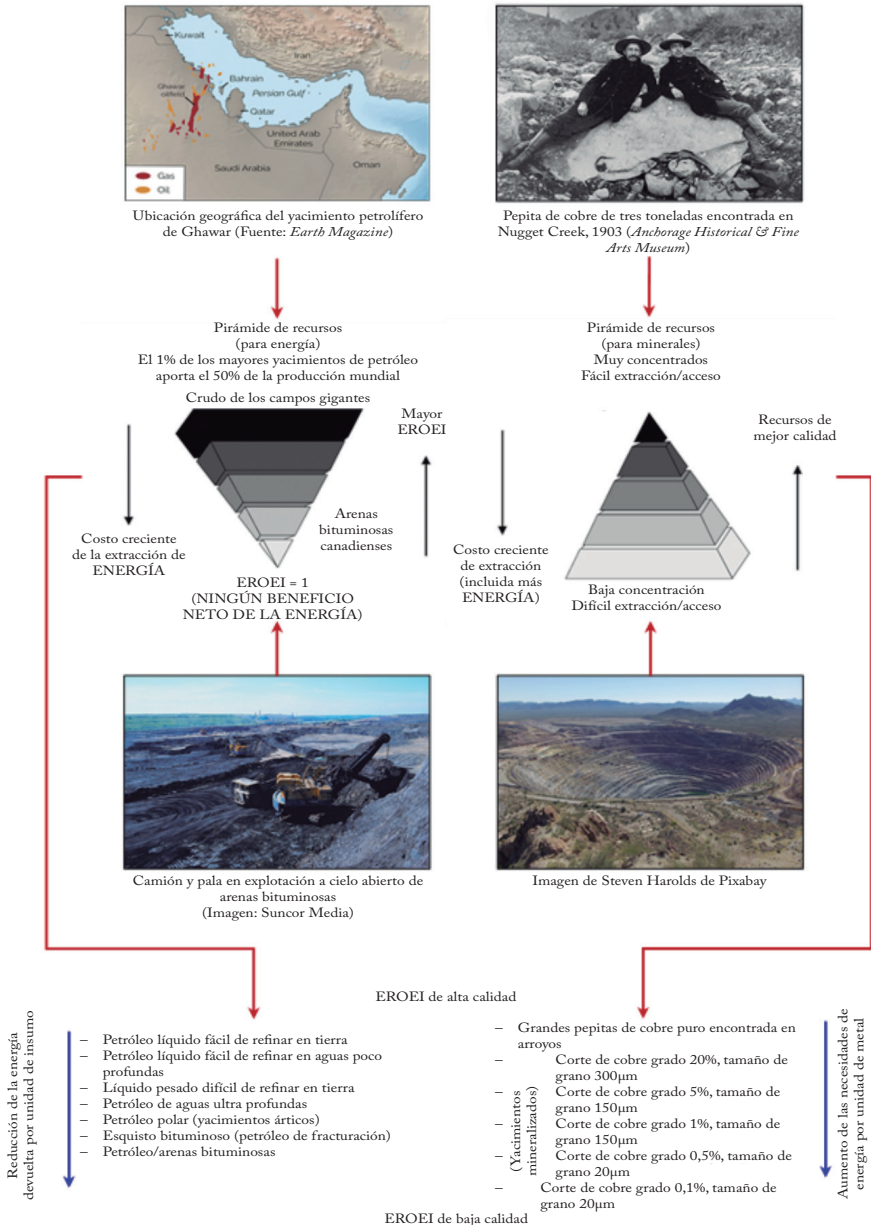 Kuwait
Iran
Ghawar
oilfield
Bahrain
Persian Gulf
Qatar
United Arab
Emirates
Saudi Arabia
Oman
Gas
Oil
Ubicación geográfica del yacimiento petrolífero
de Ghawar (Fuente: Earth Magazine)
Pepita de cobre de tres toneladas encontrada en
Nugget Creek, 1903 (Anchorage Historical & Fine
Arts Museum)
Pirámide de recursos
(para energía)
El 1% de los mayores yacimientos de petróleo
aporta el 50% de la producción mundial
Crudo de los campos gigantes
Mayor
EROEI
Costo creciente
de la extracción de
ENERGÍA
Arenas
bituminosas
canadienses
EROEI = 1
(NINGÚN BENEFICIO
NETO DE LA ENERGÍA)
Pirámide de recursos
(para minerales)
Muy concentrados
Fácil extracción/acceso
Recursos de
mejor calidad
Costo creciente
de extracción
(incluida más
ENERGÍA)
Baja concentración
Difícil extracción/acceso
Camión y pala en explotación a cielo abierto de
arenas bituminosas
(Imagen: Suncor Media)
Imagen de Steven Harolds de Pixabay
EROEI de alta calidad
Reducción de la energía
devuelta por unidad de insumo
– Petróleo líquido fácil de refinar en tierra
– Petróleo líquido fácil de refinar en aguas poco
profundas
– Líquido pesado difícil de refinar en tierra
– Petróleo de aguas ultra profundas
– Petróleo polar (yacimientos árticos)
– Esquisto bituminoso (petróleo de fracturación)
– Petróleo/arenas bituminosas
– Grandes pepitas de cobre puro encontrada en
arroyos
(Yacimientos
mineralizados)
– Corte de cobre grado 20%, tamaño de
grano 300µm
– Corte de cobre grado 5%, tamaño de
grano 150µm
– Corte de cobre grado 1%, tamaño de
grano 150µm
– Corte de cobre grado 0,5%, tamaño de
grano 20µm
– Corte de cobre grado 0,1%, tamaño de
grano 20µm
Aumento de las necesidades de
energía por unidad de metal
EROEI de baja calidad